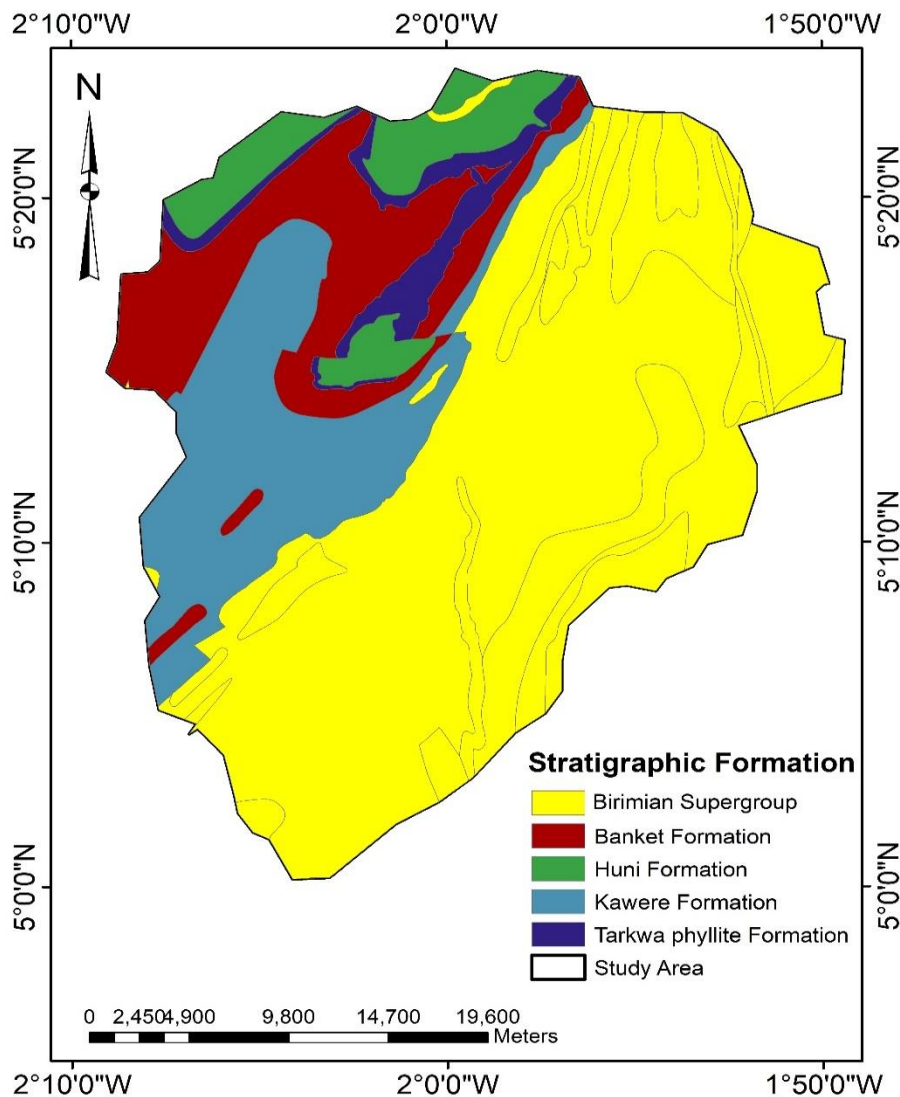 2°10'0"W 2°0'0"W 1°50'0"W
N
5°20'0"N 5°20'0"N
5°10'0"N 5°10'0"N
Stratigraphic Formation
Birimian Supergroup
Banket Formation
5°0'0"N 5°0'0"N
Huni Formation
Kawere Formation
Tarkwa phyllite Formation
Study Area
0 2,450 4,900 9,800 14,700 19,600
Meters
2°10'0"W 2°0'0"W 1°50'0"W